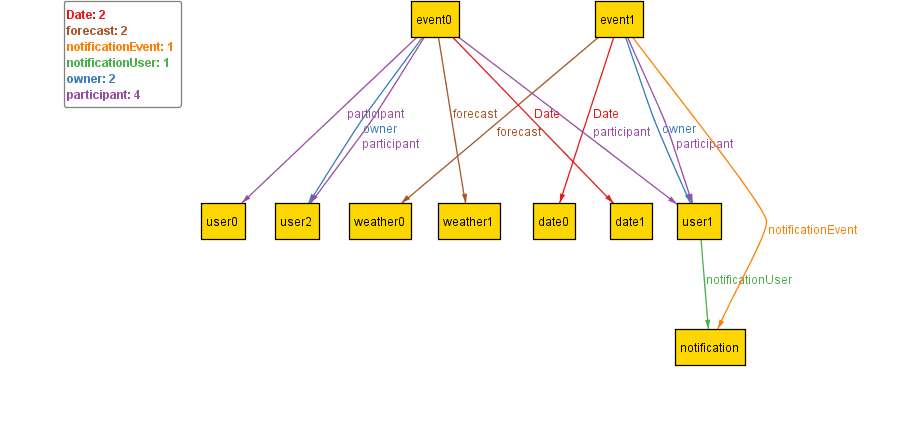 Date: 2
forecast: 2
notificationEvent: 1
notificationUser: 1
owner: 2
participant: 4
event0
event1
participant
forecast
Date
Date
owner
forecast
participant
owner
participant
participant
user0
user2
weather0
weather1
date0
date1
user1
notificationEvent
notificationUser
notification